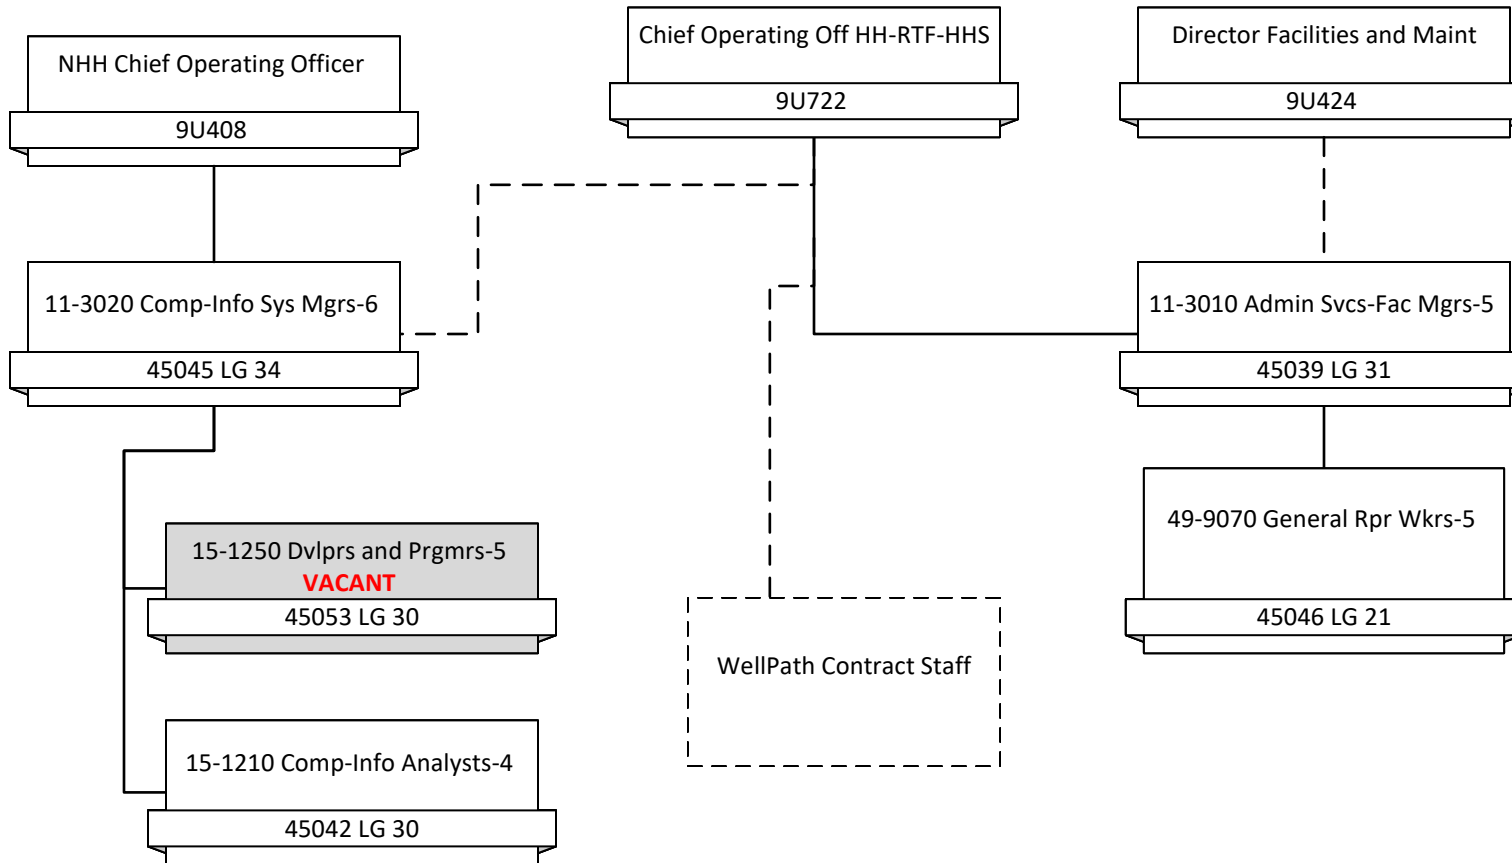 NHH Chief Operating Officer
9U408
Chief Operating Off HH-RTF-HHS
9U722
Director Facilities and Maint
9U424
11-3020 Comp-Info Sys Mgrs-6
45045 LG 34
11-3010 Admin Svcs-Fac Mgrs-5
45039 LG 31
15-1250 Dvlprs and Prgmrs-5
VACANT
45053 LG 30
WellPath Contract Staff
49-9070 General Rpr Wkrs-5
45046 LG 21
15-1210 Comp-Info Analysts-4
45042 LG 30